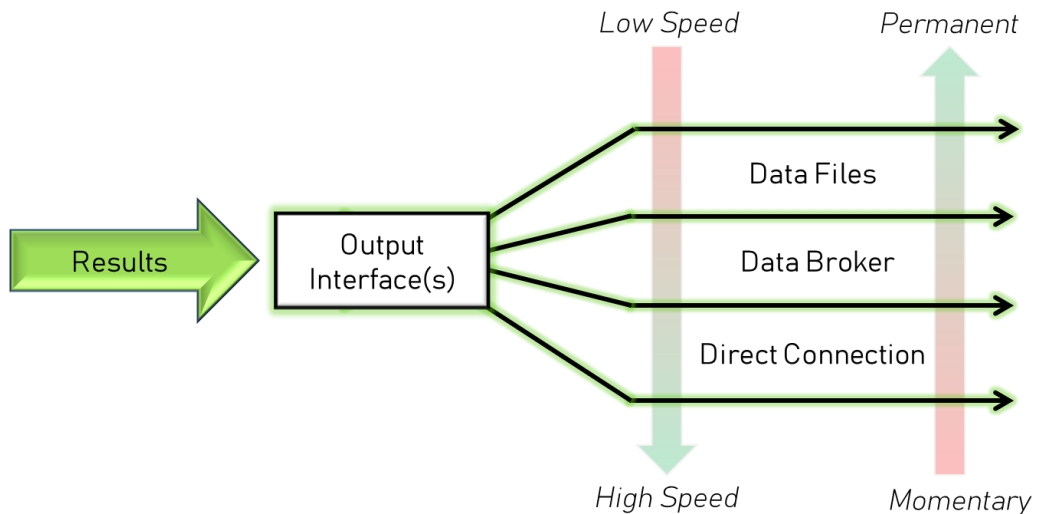 Low Speed
Permanent
Data Files
Results
Output
Interface(s)
Data Broker
Direct Connection
High Speed
Momentary